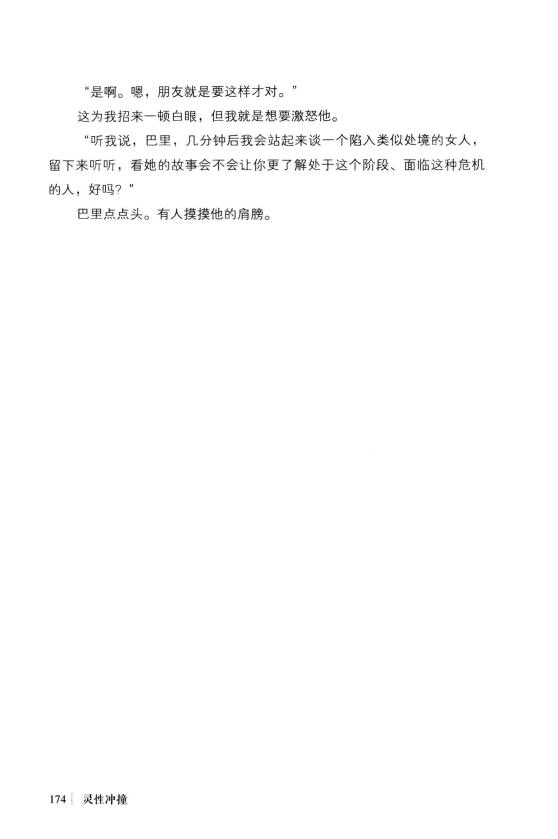 “是啊。嗯，朋友就是要这样才对。”
这为我招来一顿白眼，但我就是想要激怒他。
“听我说，巴里，几分钟后我会站起来谈一个陷入类似处境的女人，
留下来听听，看她的故事会不会让你更了解处于这个阶段、面临这种危机
的人，好吗？”
巴里点点头。有人摸摸他的肩膀。
174 灵性冲撞